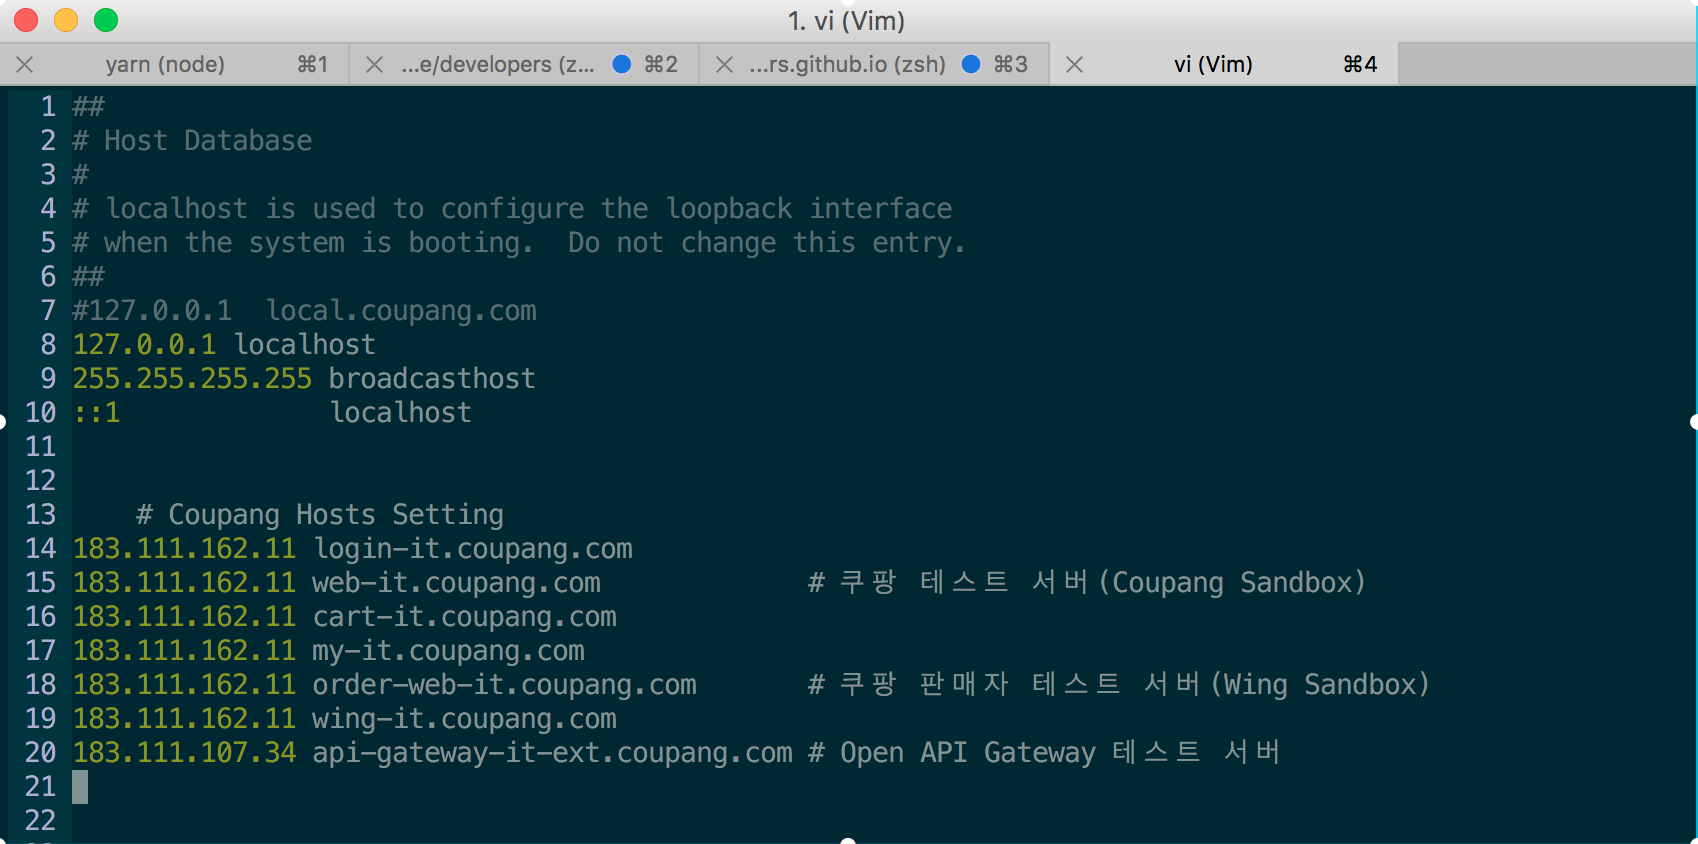 1. vi (Vim)
yarn (node) ⌘1 ...e/developers (z... ⌘2 ...rs.github.io (zsh) ⌘3 vi (Vim) ⌘4
1 ##
2 # Host Database
3 #
4 # localhost is used to configure the loopback interface
5 # when the system is booting.  Do not change this entry.
6 ##
7 #127.0.0.1  local.coupang.com
8 127.0.0.1 localhost
9 255.255.255.255 broadcasthost
10 ::1             localhost
11
12
13     # Coupang Hosts Setting
14 183.111.162.11 login-it.coupang.com
15 183.111.162.11 web-it.coupang.com             # 쿠팡 테스트 서버(Coupang Sandbox)
16 183.111.162.11 cart-it.coupang.com
17 183.111.162.11 my-it.coupang.com
18 183.111.162.11 order-web-it.coupang.com       # 쿠팡 판매자 테스트 서버(Wing Sandbox)
19 183.111.162.11 wing-it.coupang.com
20 183.111.107.34 api-gateway-it-ext.coupang.com # Open API Gateway 테스트 서버
21
22